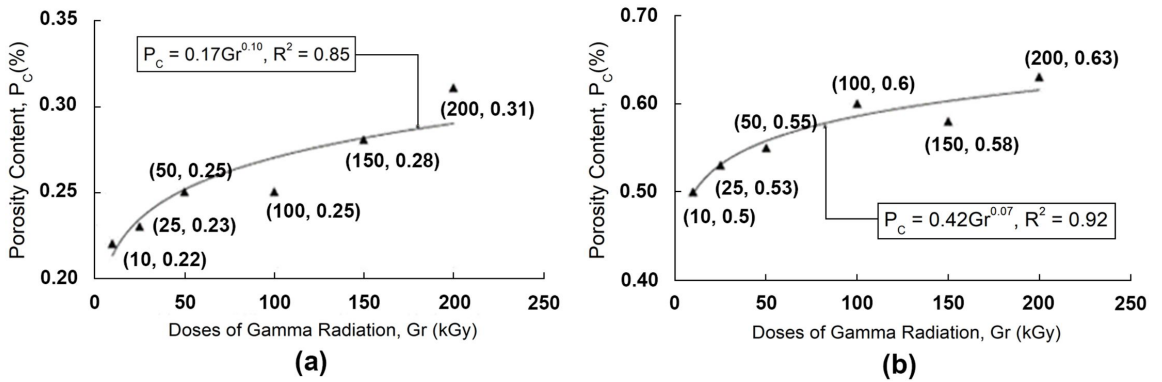 0.35
0.30
0.25
0.20
Porosity Content, P_C(%)
P_C = 0.17Gr^0.10, R^2 = 0.85
(200, 0.31)
(150, 0.28)
(50, 0.25)
(100, 0.25)
(25, 0.23)
(10, 0.22)
0 50 100 150 200 250
Doses of Gamma Radiation, Gr (kGy)
(a)
0.70
0.60
0.50
0.40
Porosity Content, P_C(%)
(200, 0.63)
(100, 0.6)
(50, 0.55)
(150, 0.58)
(25, 0.53)
(10, 0.5)
P_C = 0.42Gr^0.07, R^2 = 0.92
0 50 100 150 200 250
Doses of Gamma Radiation, Gr (kGy)
(b)